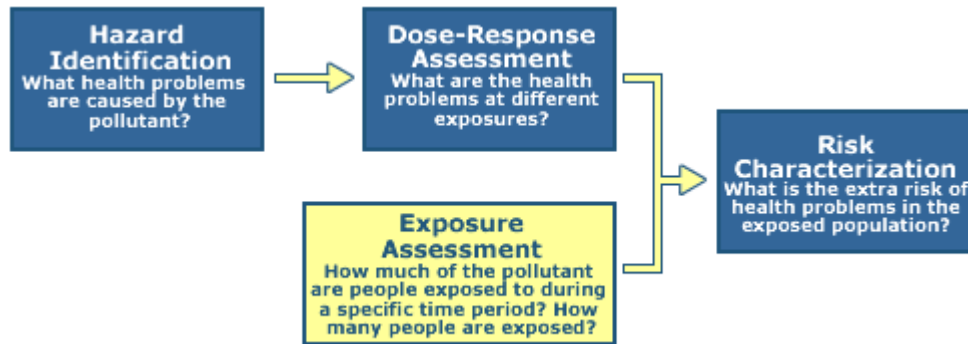 Hazard
Identification
What health problems
are caused by the
pollutant?
Dose-Response
Assessment
What are the health
problems at different
exposures?
Exposure
Assessment
How much of the pollutant
are people exposed to during
a specific time period? How
many people are exposed?
Risk
Characterization
What is the extra risk of
health problems in the
exposed population?